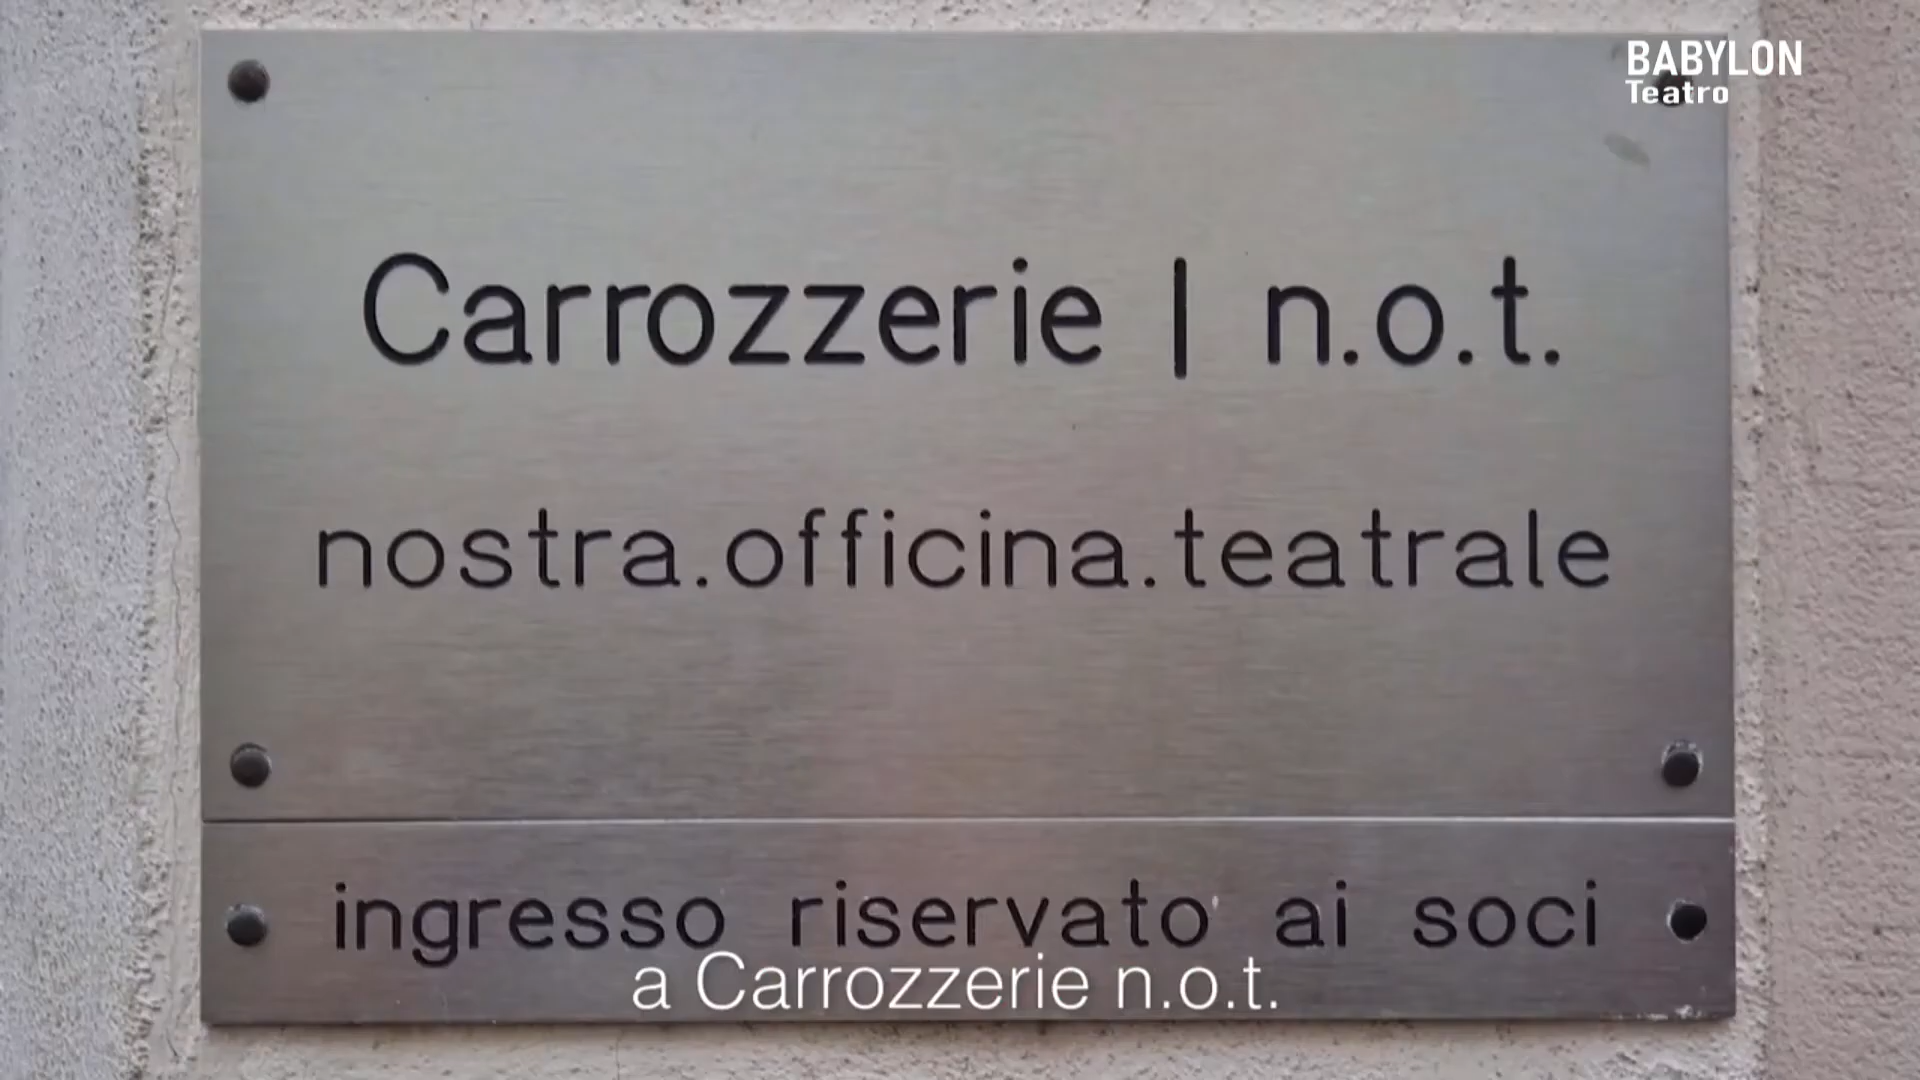 BABYLON
Teatro
Carrozzerie | n.o.t.
nostra.officina.teatrale
ingresso riservato ai soci
a Carrozzerie n.o.t.